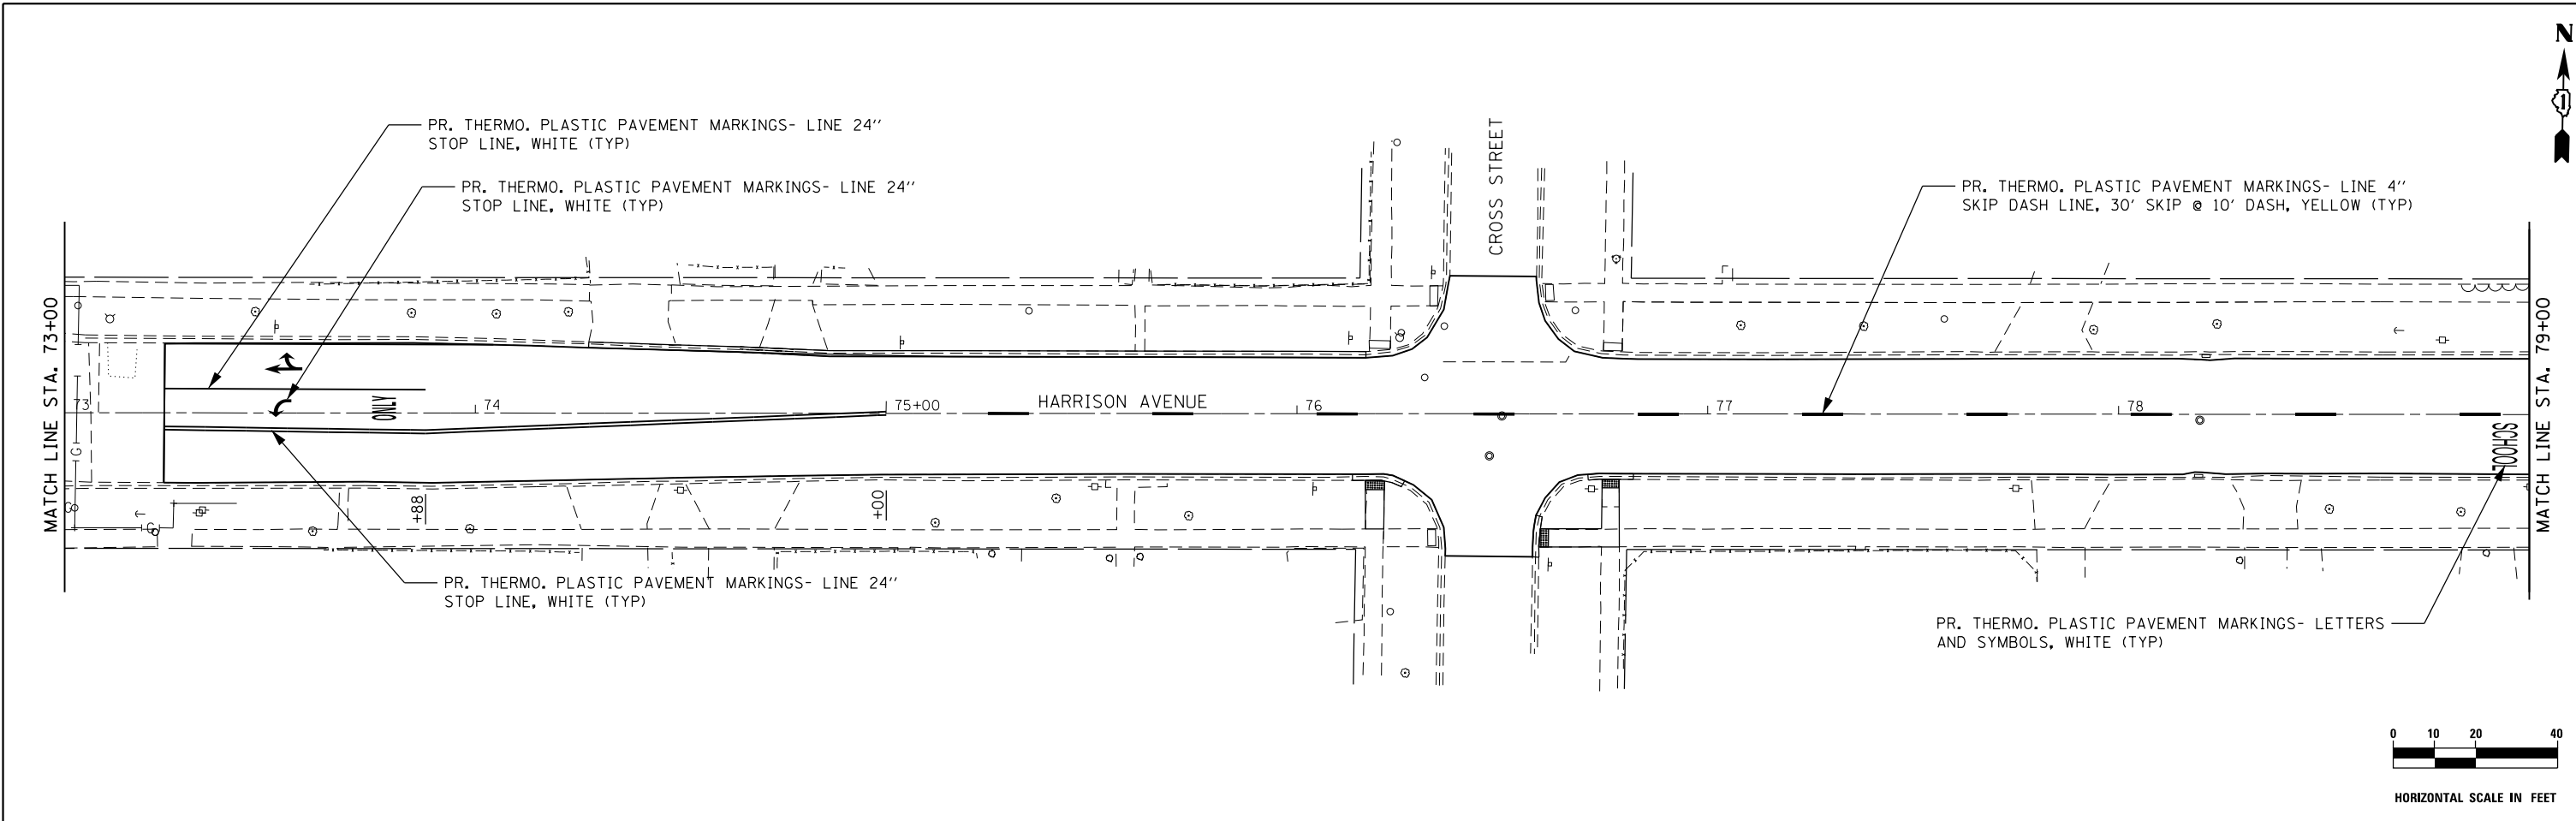 N
PR. THERMO. PLASTIC PAVEMENT MARKINGS- LINE 24"
STOP LINE, WHITE (TYP)
PR. THERMO. PLASTIC PAVEMENT MARKINGS- LINE 24"
STOP LINE, WHITE (TYP)
CROSS STREET
PR. THERMO. PLASTIC PAVEMENT MARKINGS- LINE 4"
SKIP DASH LINE, 30' SKIP @ 10' DASH, YELLOW (TYP)
MATCH LINE STA. 73+00
MATCH LINE STA. 79+00
73
ONLY
74
75+00
HARRISON AVENUE
76
77
78
SCHOOL
G
G
G
+88
+00
PR. THERMO. PLASTIC PAVEMENT MARKINGS- LINE 24"
STOP LINE, WHITE (TYP)
PR. THERMO. PLASTIC PAVEMENT MARKINGS- LETTERS
AND SYMBOLS, WHITE (TYP)
0 10 20 40
HORIZONTAL SCALE IN FEET